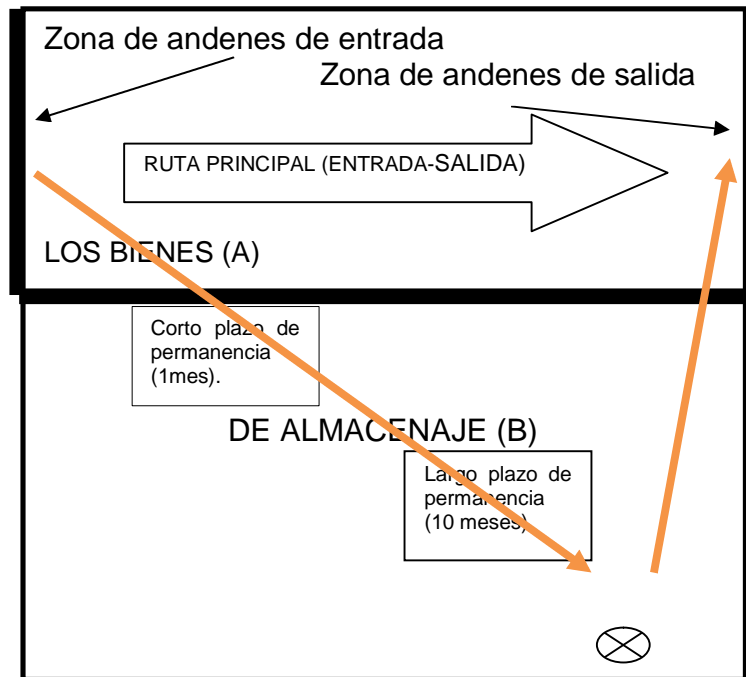 Zona de andenes de entrada
Zona de andenes de salida
RUTA PRINCIPAL (ENTRADA-SALIDA)
LOS BIENES (A)
Corto plazo de
permanencia
(1mes).
DE ALMACENAJE (B)
Largo plazo de
permanencia
(10 meses)